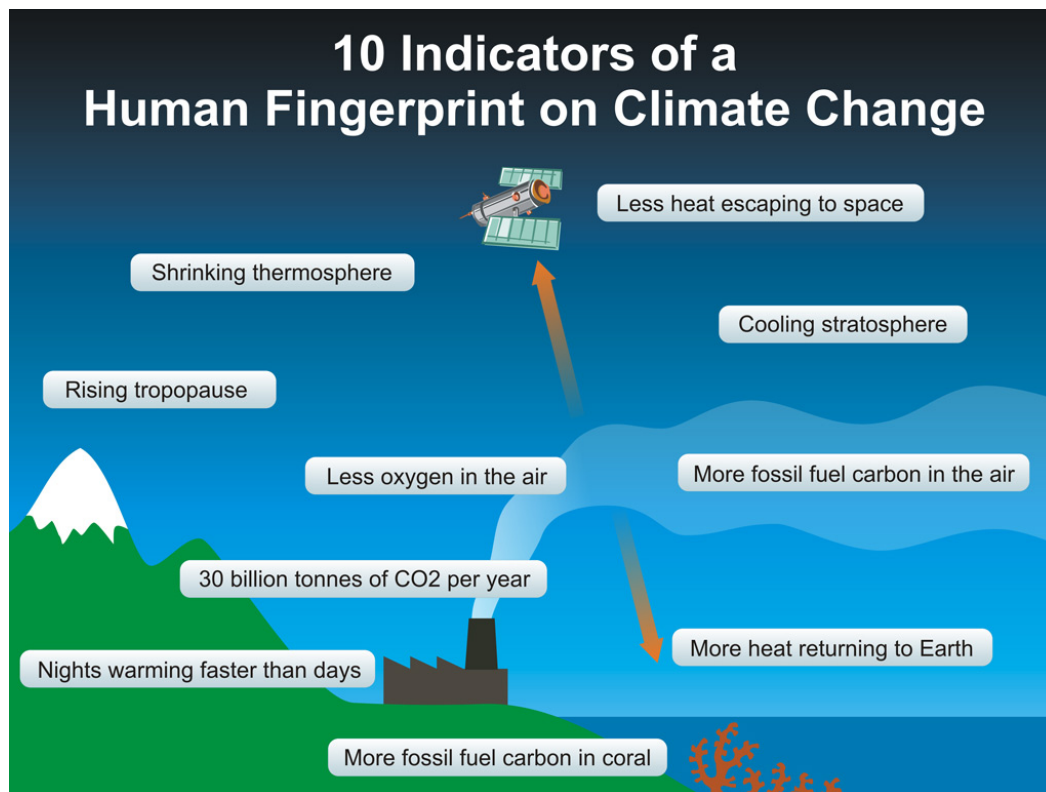 10 Indicators of a
Human Fingerprint on Climate Change
Less heat escaping to space
Shrinking thermosphere
Cooling stratosphere
Rising tropopause
Less oxygen in the air
More fossil fuel carbon in the air
30 billion tonnes of CO2 per year
More heat returning to Earth
Nights warming faster than days
More fossil fuel carbon in coral